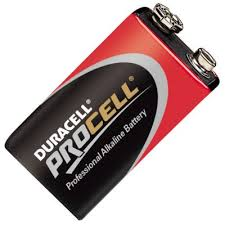 DURACELL
PROCELL
Professional Alkaline Battery